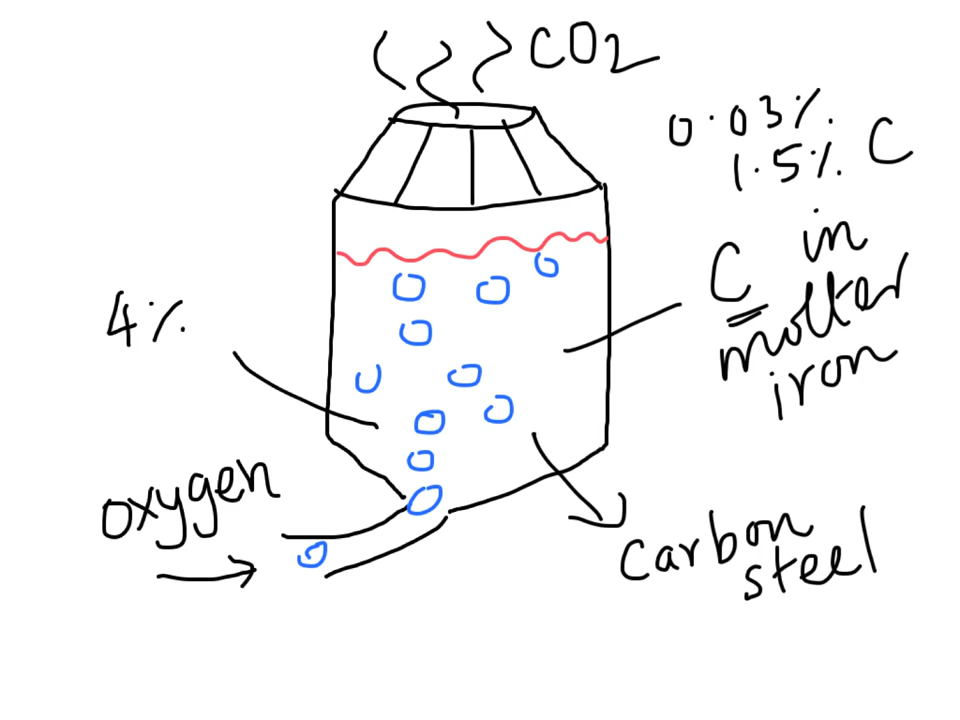 CO2
0.03%
1.5% C
C in
molten
iron
4%
oxygen
carbon
steel